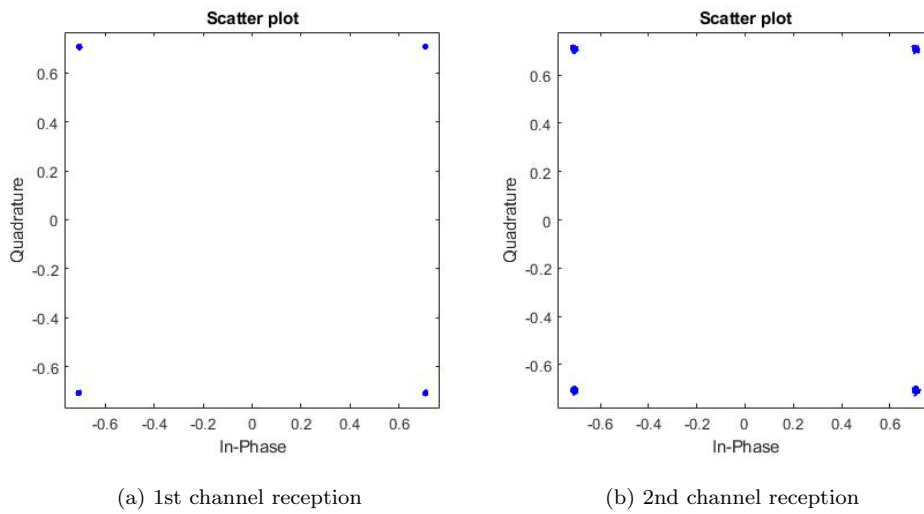 Scatter plot
0.6
0.4
0.2
0
-0.2
-0.4
-0.6
Quadrature
-0.6 -0.4 -0.2 0 0.2 0.4 0.6
In-Phase
(a) 1st channel reception
Scatter plot
0.6
0.4
0.2
0
-0.2
-0.4
-0.6
Quadrature
-0.6 -0.4 -0.2 0 0.2 0.4 0.6
In-Phase
(b) 2nd channel reception